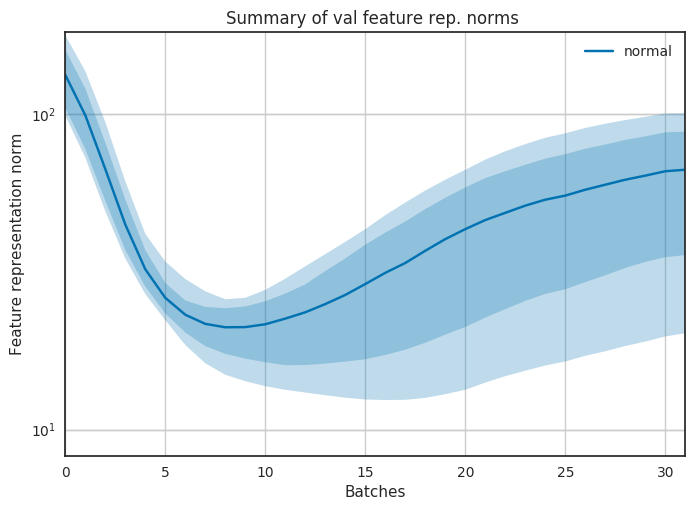 Summary of val feature rep. norms
normal
Feature representation norm
10²
10¹
0 5 10 15 20 25 30
Batches